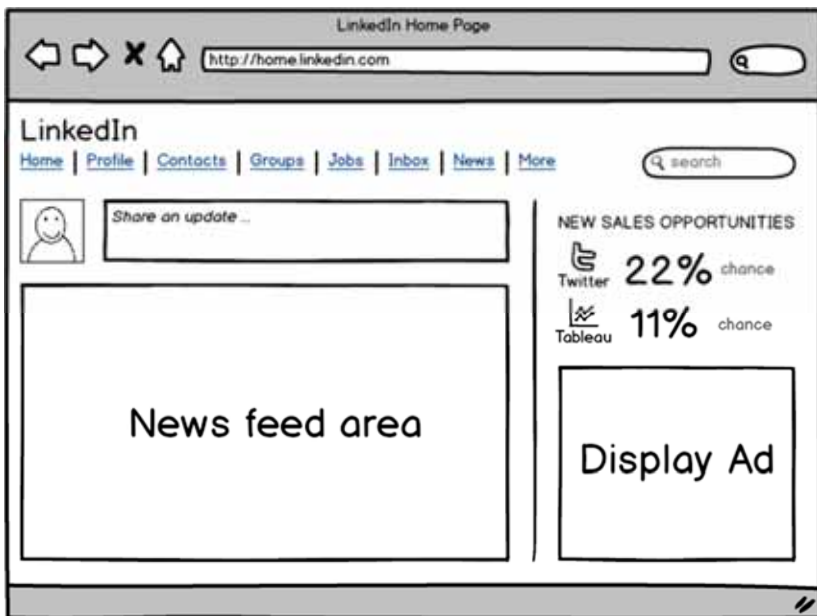 LinkedIn Home Page
http://home.linkedin.com
LinkedIn
Home | Profile | Contacts | Groups | Jobs | Inbox | News | More
search
Share an update ...
NEW SALES OPPORTUNITIES
Twitter 22% chance
Tableau 11% chance
News feed area
Display Ad